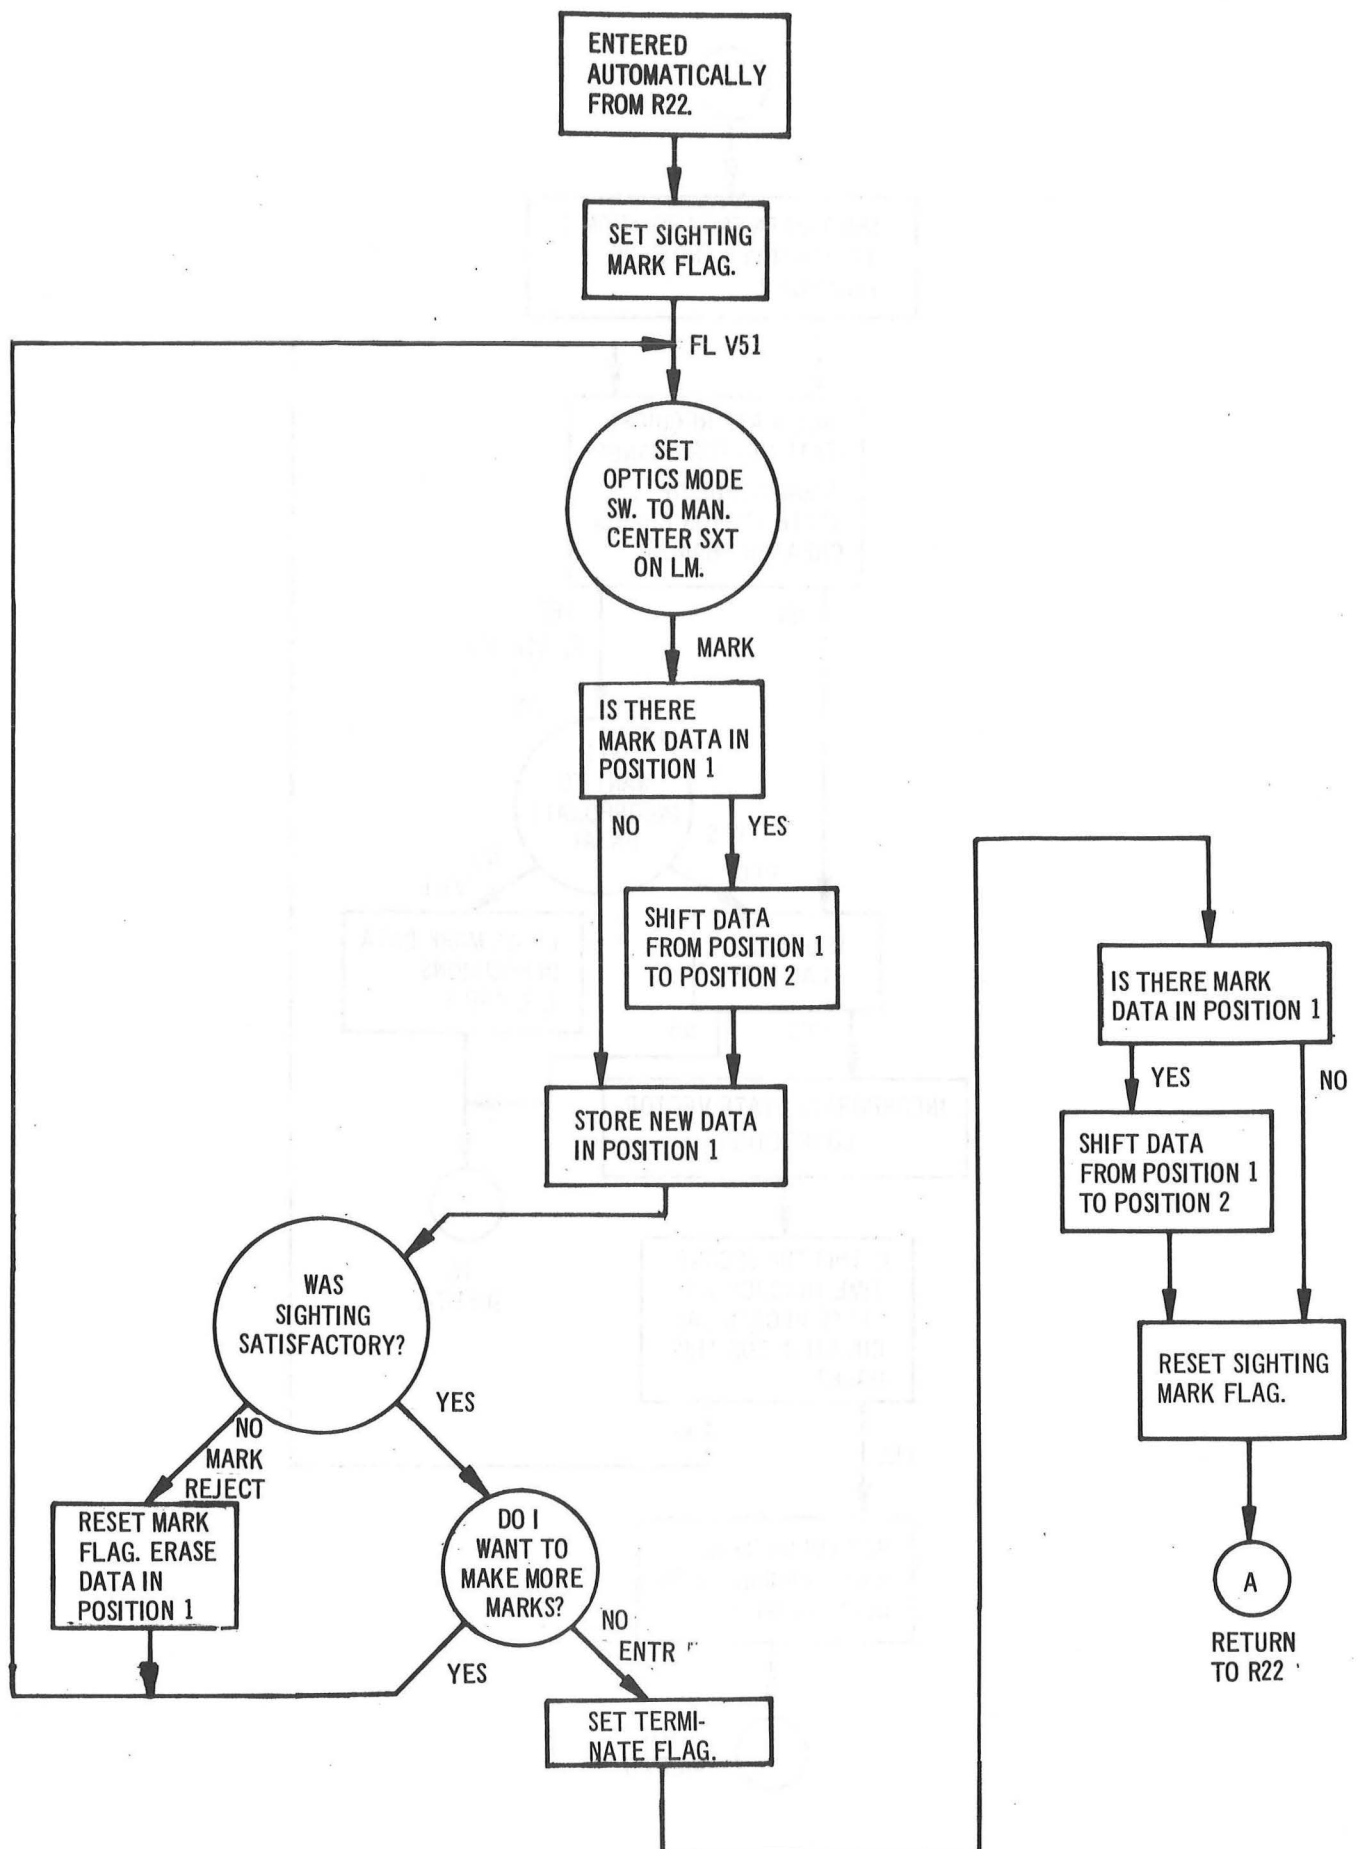 ENTERED
AUTOMATICALLY
FROM R22.
SET SIGHTING
MARK FLAG.
FL V51
SET
OPTICS MODE
SW. TO MAN.
CENTER SXT
ON LM.
MARK
IS THERE
MARK DATA IN
POSITION 1
NO
YES
SHIFT DATA
FROM POSITION 1
TO POSITION 2
STORE NEW DATA
IN POSITION 1
WAS
SIGHTING
SATISFACTORY?
NO
MARK
REJECT
YES
RESET MARK
FLAG. ERASE
DATA IN
POSITION 1
DO I
WANT TO
MAKE MORE
MARKS?
YES
NO
ENTR
SET TERMI-
NATE FLAG.
IS THERE MARK
DATA IN POSITION 1
YES
NO
SHIFT DATA
FROM POSITION 1
TO POSITION 2
RESET SIGHTING
MARK FLAG.
A
RETURN
TO R22